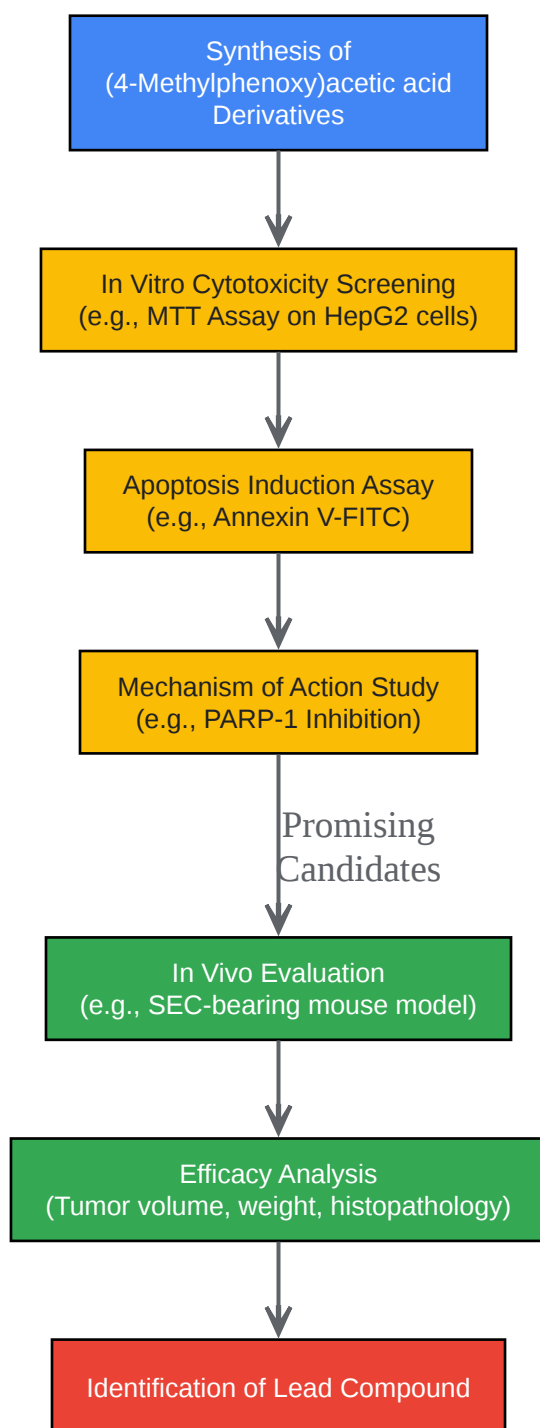 Synthesis of
(4-Methylphenoxy)acetic acid
Derivatives
In Vitro Cytotoxicity Screening
(e.g., MTT Assay on HepG2 cells)
Apoptosis Induction Assay
(e.g., Annexin V-FITC)
Mechanism of Action Study
(e.g., PARP-1 Inhibition)
Promising
Candidates
In Vivo Evaluation
(e.g., SEC-bearing mouse model)
Efficacy Analysis
(Tumor volume, weight, histopathology)
Identification of Lead Compound